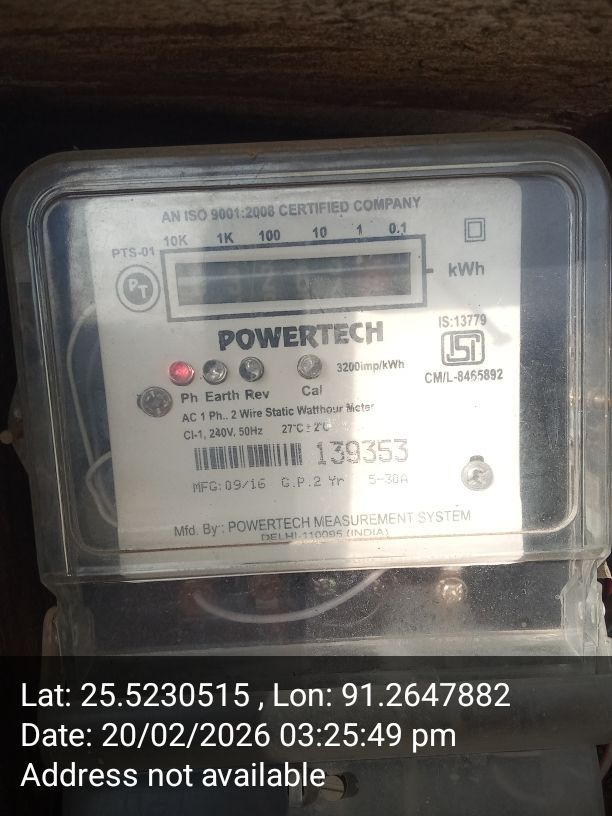 AN ISO 9001:2008 CERTIFIED COMPANY
10K 1K 100 10 1 0.1
PTS-01
PT
kWh
POWERTECH
IS:13779
ISI
3200imp/kWh
CM/L-8465892
Ph Earth Rev Cal
AC 1 Ph.. 2 Wire Static Watthour Meter
Cl-1, 240V, 50Hz 27°C ± 2°C
139353
MFG:09/16 G.P.2 Yr 5-30A
Mfd. By : POWERTECH MEASUREMENT SYSTEM
DELHI-110095 (INDIA)
Lat: 25.5230515 , Lon: 91.2647882
Date: 20/02/2026 03:25:49 pm
Address not available